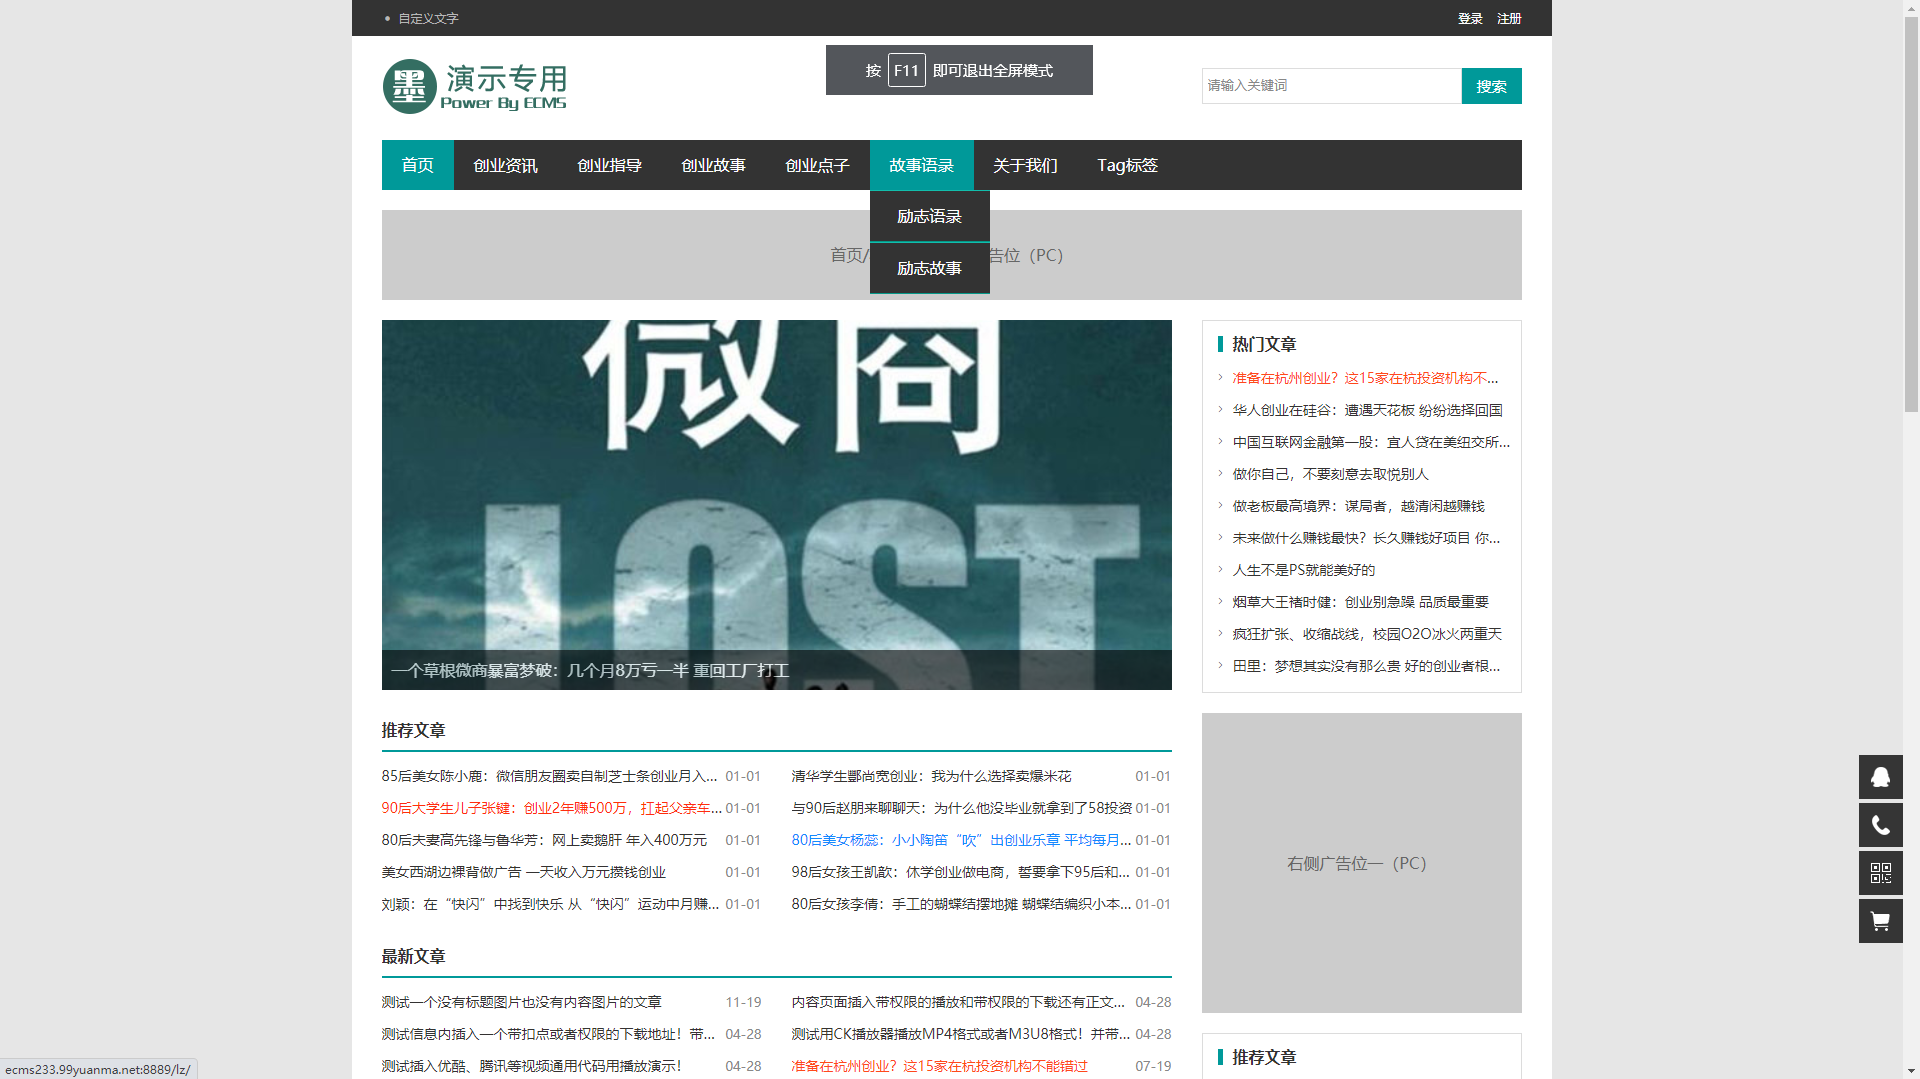 自定义文字
登录 注册
墨 演示专用
Power By ECMS
按 F11 即可退出全屏模式
请输入关键词
搜索
首页 创业资讯 创业指导 创业故事 创业点子 故事语录 关于我们 Tag标签
励志语录
首页/ 告位（PC）
励志故事
微商
LOST
一个草根微商暴富梦破：几个月8万亏一半 重回工厂打工
热门文章
准备在杭州创业？这15家在杭投资机构不...
华人创业在硅谷：遭遇天花板 纷纷选择回国
中国互联网金融第一股：宜人贷在美纽交所...
做你自己，不要刻意去取悦别人
做老板最高境界：谋局者，越清闲越赚钱
未来做什么赚钱最快？长久赚钱好项目 你...
人生不是PS就能美好的
烟草大王褚时健：创业别急躁 品质最重要
疯狂扩张、收缩战线，校园O2O冰火两重天
田里：梦想其实没有那么贵 好的创业者根...
推荐文章
85后美女陈小鹿：微信朋友圈卖自制芝士条创业月入... 01-01
清华学生酆尚宽创业：我为什么选择卖爆米花 01-01
90后大学生儿子张键：创业2年赚500万，扛起父亲车... 01-01
与90后赵朋来聊聊天：为什么他没毕业就拿到了58投资 01-01
80后夫妻高先锋与鲁华芳：网上卖鹅肝 年入400万元 01-01
80后美女杨蕊：小小陶笛“吹”出创业乐章 平均每月... 01-01
美女西湖边裸背做广告 一天收入万元攒钱创业 01-01
98后女孩王凯歆：休学创业做电商，誓要拿下95后和... 01-01
刘颖：在“快闪”中找到快乐 从“快闪”运动中月赚... 01-01
80后女孩李倩：手工的蝴蝶结摆地摊 蝴蝶结编织小本... 01-01
右侧广告位一（PC）
最新文章
测试一个没有标题图片也没有内容图片的文章 11-19
内容页面插入带权限的播放和带权限的下载还有正文... 04-28
测试信息内插入一个带扣点或者权限的下载地址！带... 04-28
测试用CK播放器播放MP4格式或者M3U8格式！并带... 04-28
测试插入优酷、腾讯等视频通用代码用播放演示！ 04-28
准备在杭州创业？这15家在杭投资机构不能错过 07-19
推荐文章
ecms233.99yuanma.net:8889/lz/